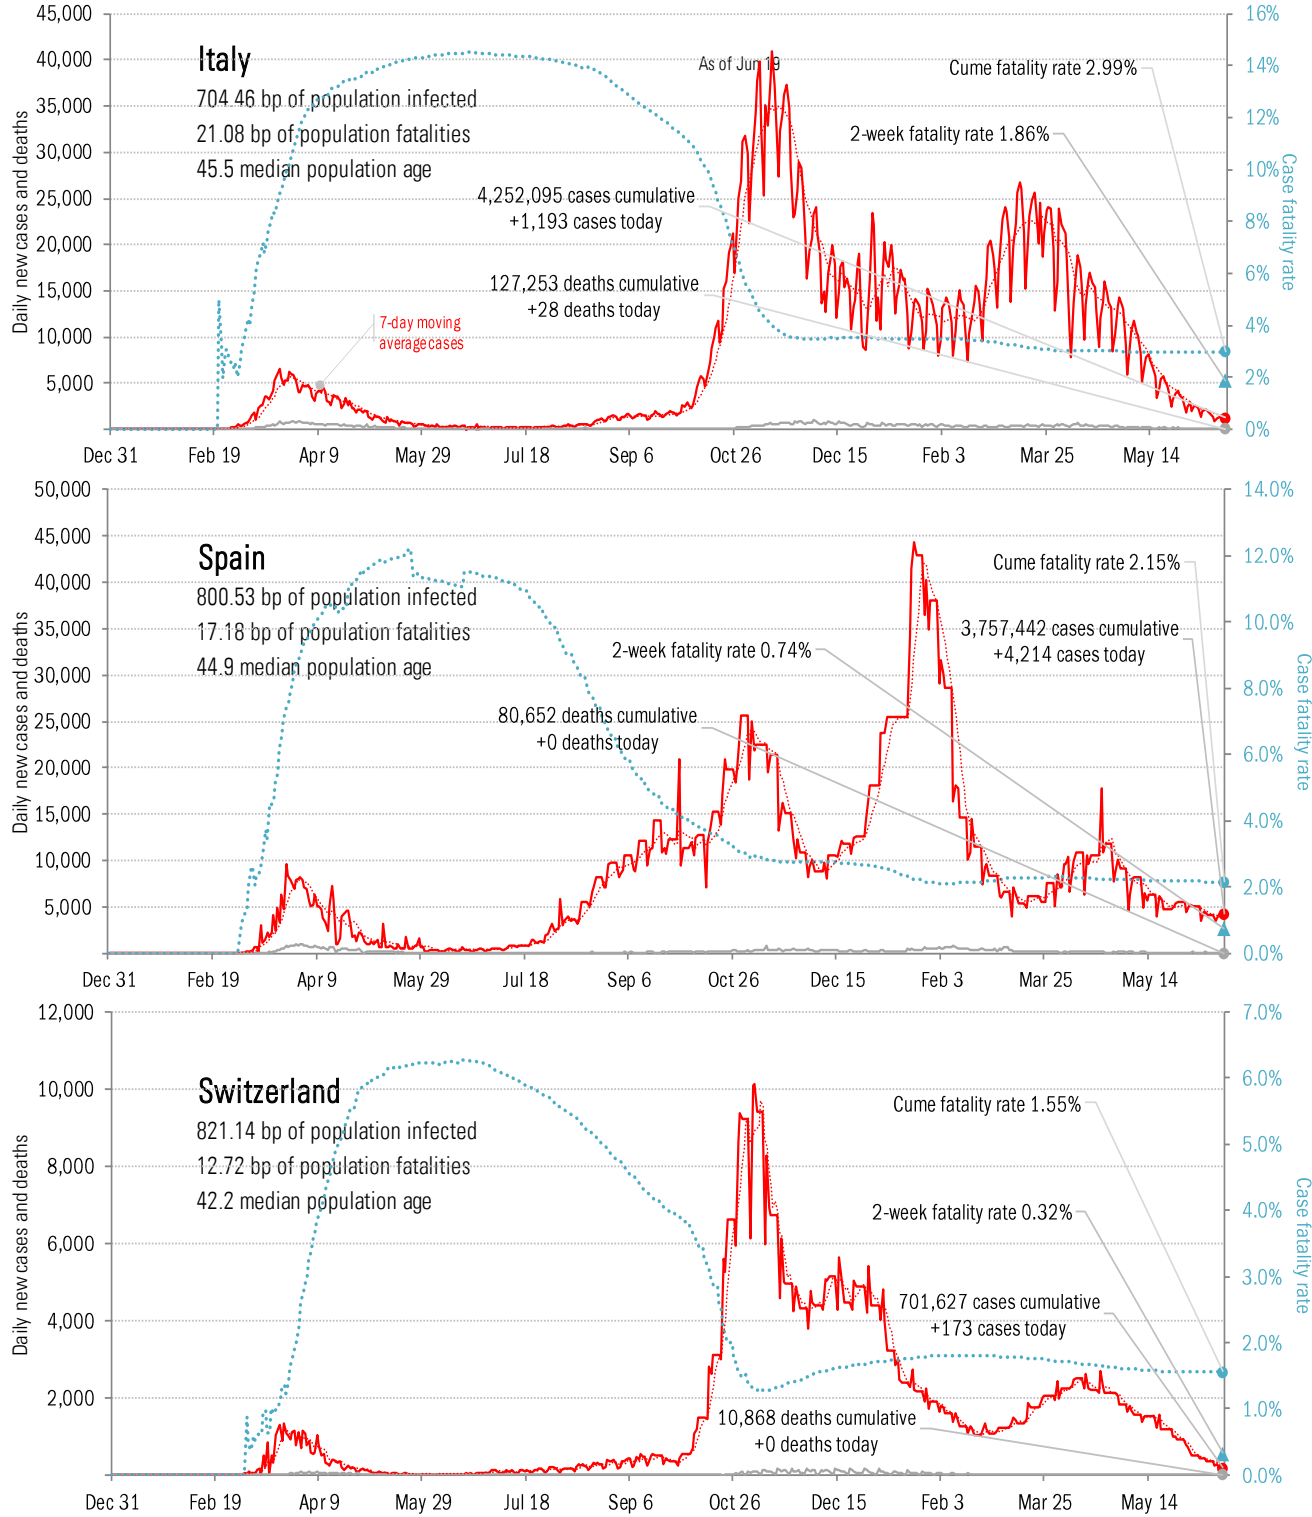 45,000
40,000
35,000
30,000
25,000
20,000
15,000
10,000
5,000
Daily new cases and deaths
Italy
704.46 bp of population infected
21.08 bp of population fatalities
45.5 median population age
As of Jun 19
Cume fatality rate 2.99%
2-week fatality rate 1.86%
4,252,095 cases cumulative
+1,193 cases today
127,253 deaths cumulative
+28 deaths today
7-day moving
average cases
16%
14%
12%
10%
8%
6%
4%
2%
0%
Case fatality rate
Dec 31 Feb 19 Apr 9 May 29 Jul 18 Sep 6 Oct 26 Dec 15 Feb 3 Mar 25 May 14
50,000
45,000
40,000
35,000
30,000
25,000
20,000
15,000
10,000
5,000
Daily new cases and deaths
Spain
800.53 bp of population infected
17.18 bp of population fatalities
44.9 median population age
Cume fatality rate 2.15%
3,757,442 cases cumulative
+4,214 cases today
2-week fatality rate 0.74%
80,652 deaths cumulative
+0 deaths today
14.0%
12.0%
10.0%
8.0%
6.0%
4.0%
2.0%
0.0%
Case fatality rate
Dec 31 Feb 19 Apr 9 May 29 Jul 18 Sep 6 Oct 26 Dec 15 Feb 3 Mar 25 May 14
12,000
10,000
8,000
6,000
4,000
2,000
Daily new cases and deaths
Switzerland
821.14 bp of population infected
12.72 bp of population fatalities
42.2 median population age
Cume fatality rate 1.55%
2-week fatality rate 0.32%
701,627 cases cumulative
+173 cases today
10,868 deaths cumulative
+0 deaths today
7.0%
6.0%
5.0%
4.0%
3.0%
2.0%
1.0%
0.0%
Case fatality rate
Dec 31 Feb 19 Apr 9 May 29 Jul 18 Sep 6 Oct 26 Dec 15 Feb 3 Mar 25 May 14